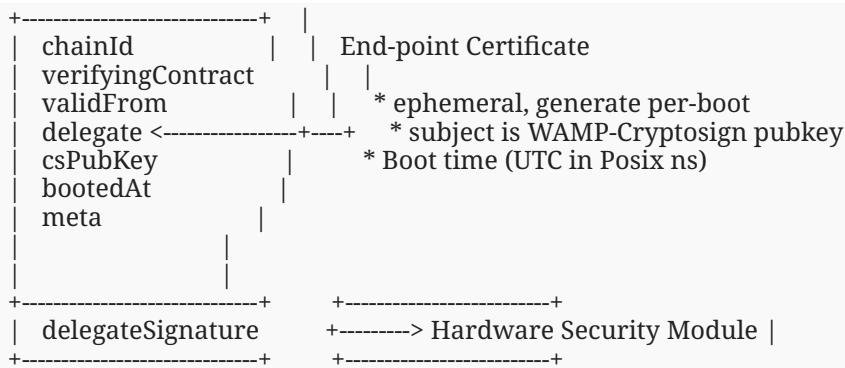 +------------------------------+ |
| chainId | | End-point Certificate
| verifyingContract | |
| validFrom | | * ephemeral, generate per-boot
| delegate <-----------------+----+ * subject is WAMP-Cryptosign pubkey
| csPubKey | * Boot time (UTC in Posix ns)
| bootedAt |
| meta |
| |
| |
+------------------------------+ +--------------------------+
| delegateSignature +---------> Hardware Security Module |
+------------------------------+ +--------------------------+